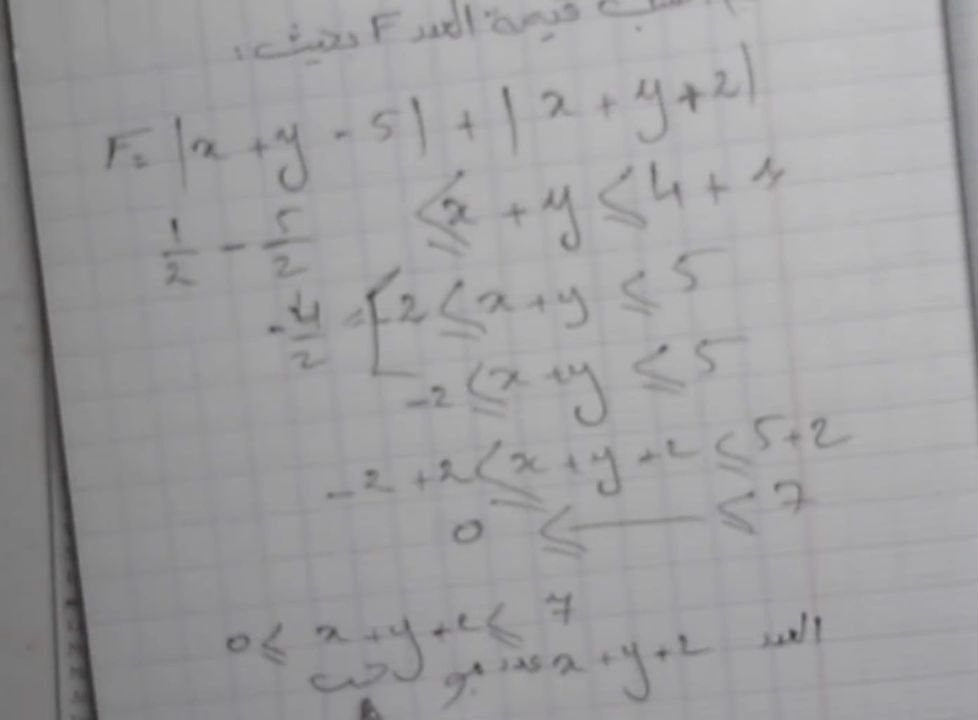 قيمة العدد F بحيث:
F= |x + y - 5| + | x + y + 2|
1/2 - 5/2 ≤ x + y ≤ 4 + 1
-4/2 = [-2 ≤ x + y ≤ 5
-2 ≤ x + y ≤ 5
-2 + 2 ≤ x + y + 2 ≤ 5+2
0 ≤ —— ≤ 7
0 ≤ x + y + 2 ≤ 7
العدد x + y + 2 موجب